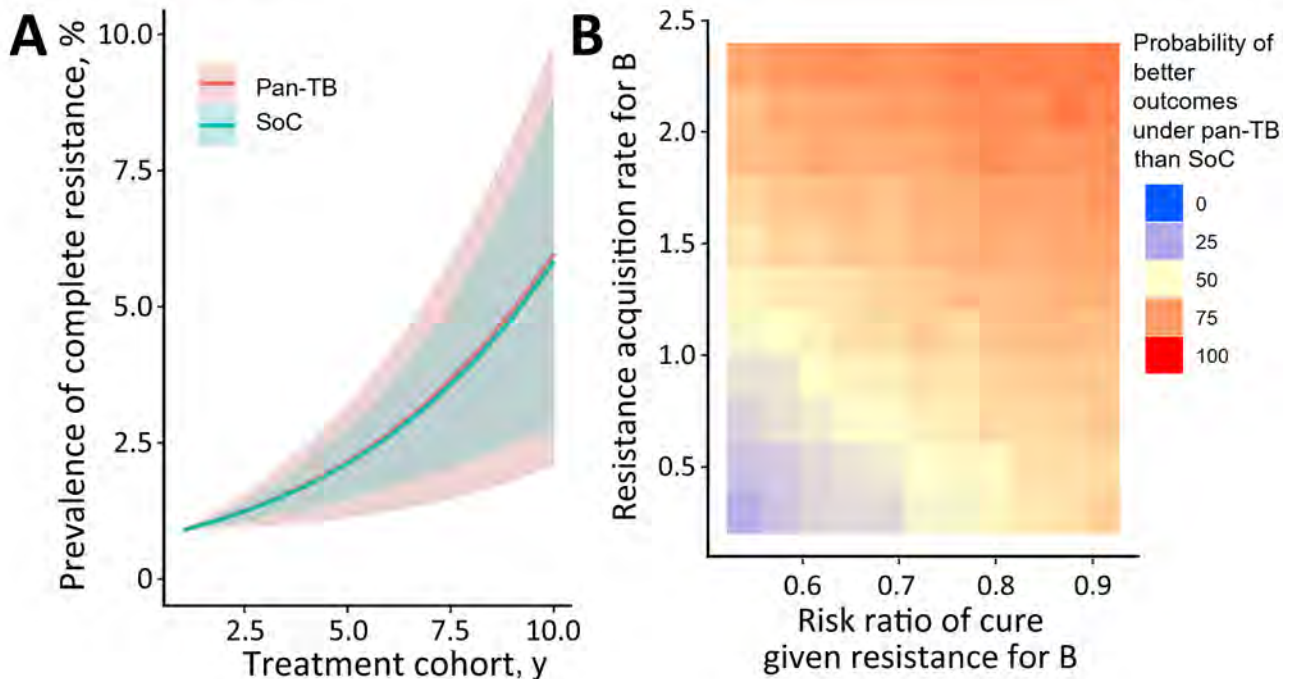 A
Prevalence of complete resistance, %
10.0
7.5
5.0
2.5
0
Pan-TB
SoC
2.5 5.0 7.5 10.0
Treatment cohort, y
B
Resistance acquisition rate for B
2.5
2.0
1.5
1.0
0.5
0.6 0.7 0.8 0.9
Risk ratio of cure
given resistance for B
Probability of
better
outcomes
under pan-TB
than SoC
0
25
50
75
100